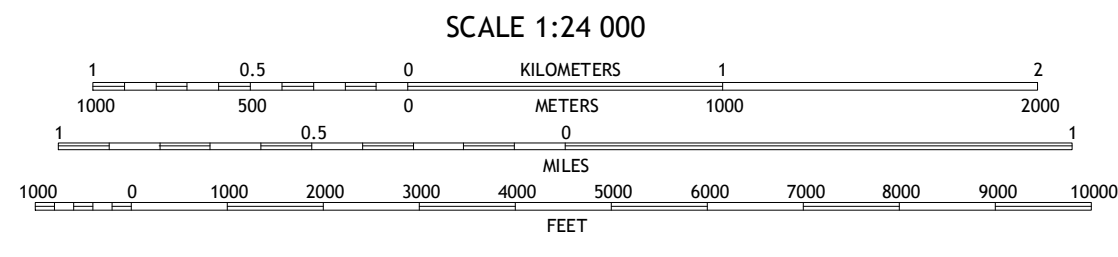 SCALE 1:24 000
1 0.5 0 KILOMETERS 1 2
1000 500 0 METERS 1000 2000
1 0.5 0 1
MILES
1000 0 1000 2000 3000 4000 5000 6000 7000 8000 9000 10000
FEET